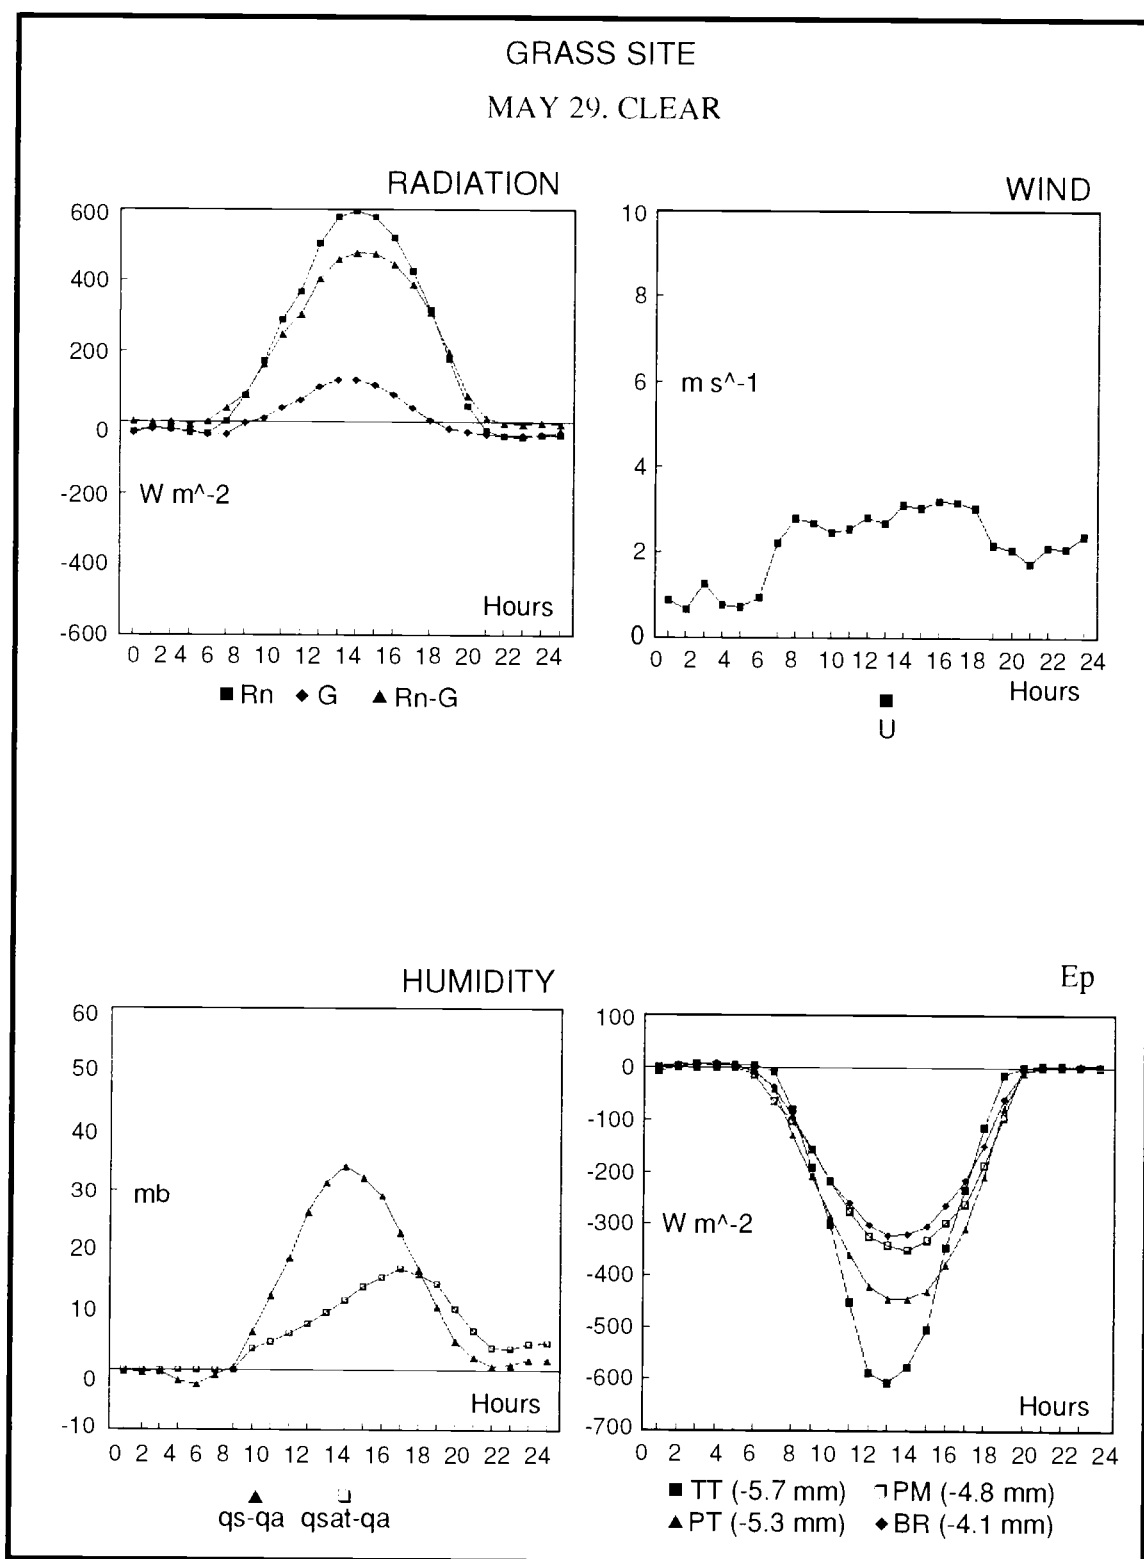 GRASS SITE
MAY 29. CLEAR
RADIATION
600
400
200
0
-200
-400
-600
W m^-2
Hours
0 2 4 4 6 8 10 12 14 16 18 20 22 24
■ Rn ◆ G ▲ Rn-G
WIND
10
8
6
4
2
0
m s^-1
0 2 4 6 8 10 12 14 16 18 20 22 24
Hours
■
U
HUMIDITY
60
50
40
30
20
10
0
-10
mb
Hours
0 2 4 6 8 10 12 14 16 18 20 22 24
qs-qa qsat-qa
Ep
100
0
-100
-200
-300
-400
-500
-600
-700
W m^-2
Hours
0 2 4 6 8 10 12 14 16 18 20 22 24
■ TT (-5.7 mm) PM (-4.8 mm)
▲ PT (-5.3 mm) ◆ BR (-4.1 mm)